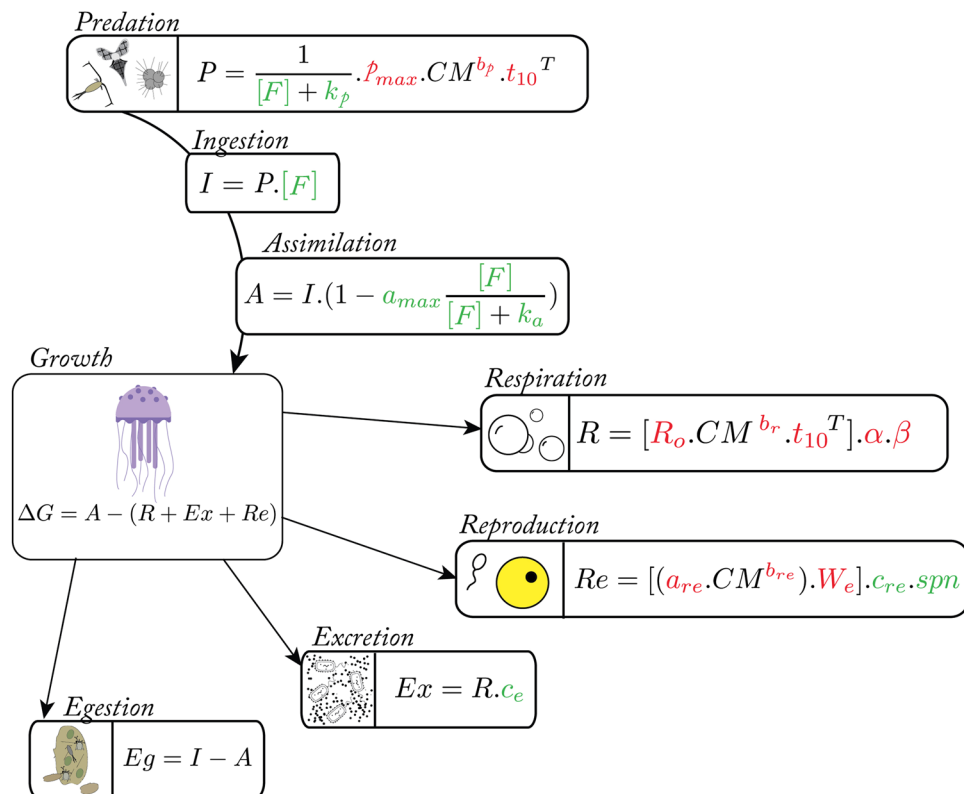 Predation
P = 1 / ([F] + k_p) . p_max . CM^{b_p} . t_10^T
Ingestion
I = P.[F]
Assimilation
A = I.(1 − a_max [F] / ([F] + k_a))
Growth
ΔG = A − (R + Ex + Re)
Respiration
R = [R_o.CM^{b_r}.t_10^T].α.β
Reproduction
Re = [(a_re.CM^{b_re}).W_e].c_re.spn
Excretion
Ex = R.c_e
Egestion
Eg = I − A